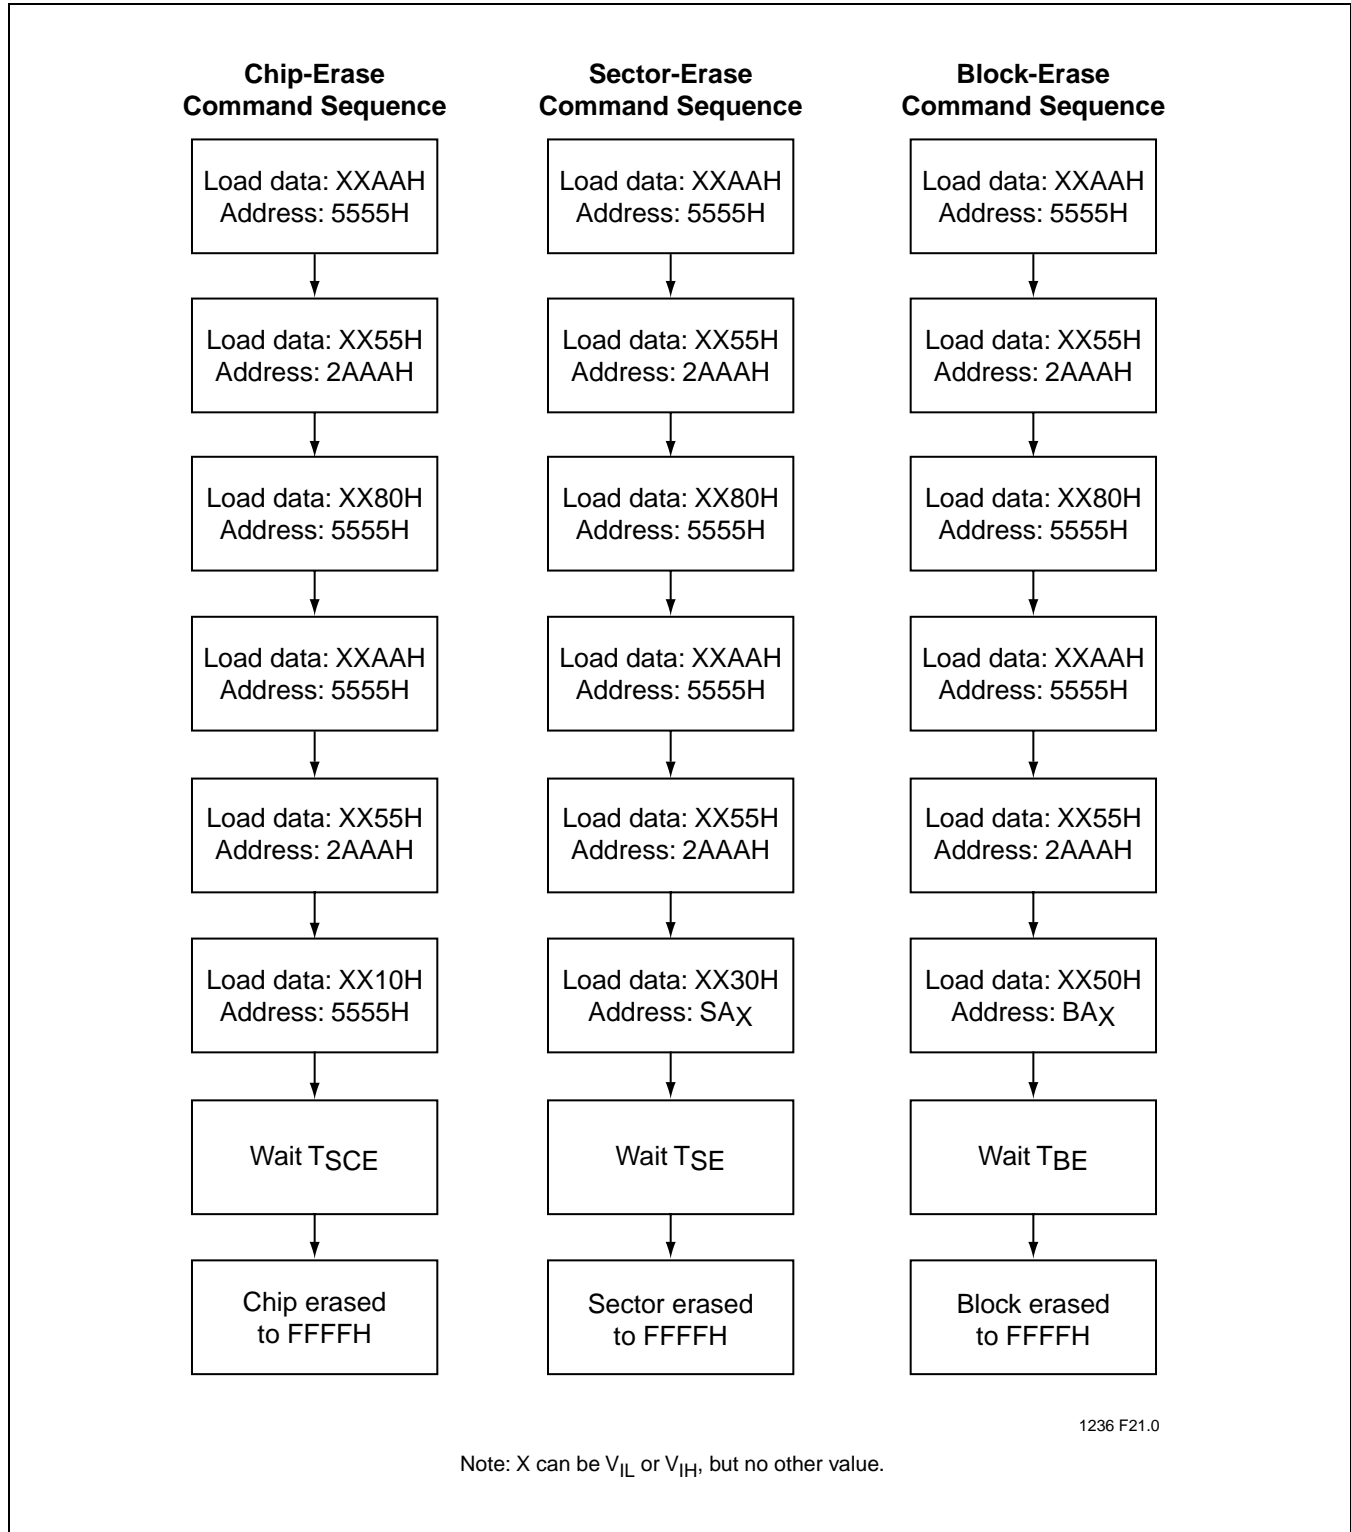 Chip-Erase
Command Sequence
Load data: XXAAH
Address: 5555H
Load data: XX55H
Address: 2AAAH
Load data: XX80H
Address: 5555H
Load data: XXAAH
Address: 5555H
Load data: XX55H
Address: 2AAAH
Load data: XX10H
Address: 5555H
Wait TSCE
Chip erased
to FFFFH
Sector-Erase
Command Sequence
Load data: XXAAH
Address: 5555H
Load data: XX55H
Address: 2AAAH
Load data: XX80H
Address: 5555H
Load data: XXAAH
Address: 5555H
Load data: XX55H
Address: 2AAAH
Load data: XX30H
Address: SAX
Wait TSE
Sector erased
to FFFFH
Block-Erase
Command Sequence
Load data: XXAAH
Address: 5555H
Load data: XX55H
Address: 2AAAH
Load data: XX80H
Address: 5555H
Load data: XXAAH
Address: 5555H
Load data: XX55H
Address: 2AAAH
Load data: XX50H
Address: BAX
Wait TBE
Block erased
to FFFFH
1236 F21.0
Note: X can be VIL or VIH, but no other value.